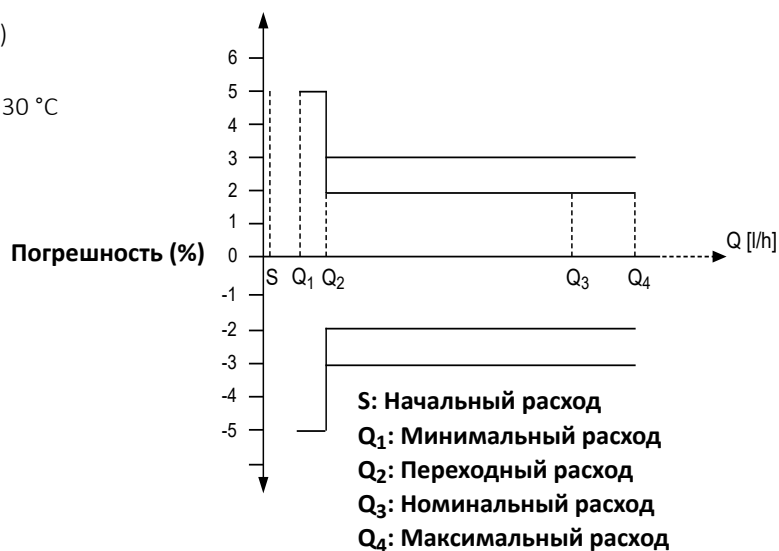 )
30 °C
6
5
4
3
2
1
Погрешность (%) 0
Q [l/h]
S Q₁ Q₂ Q₃ Q₄
-1
-2
-3
-4
-5
S: Начальный расход
Q₁: Минимальный расход
Q₂: Переходный расход
Q₃: Номинальный расход
Q₄: Максимальный расход